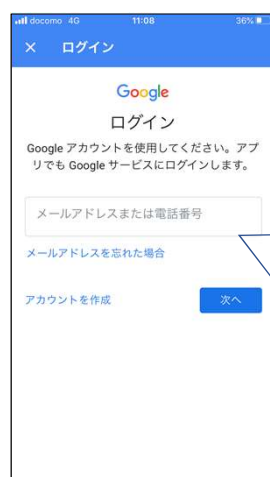 docomo 4G 11:08 36%
× ログイン
Google
ログイン
Google アカウントを使用してください。アプ
リでも Google サービスにログインします。
メールアドレスまたは電話番号
メールアドレスを忘れた場合
アカウントを作成 次へ